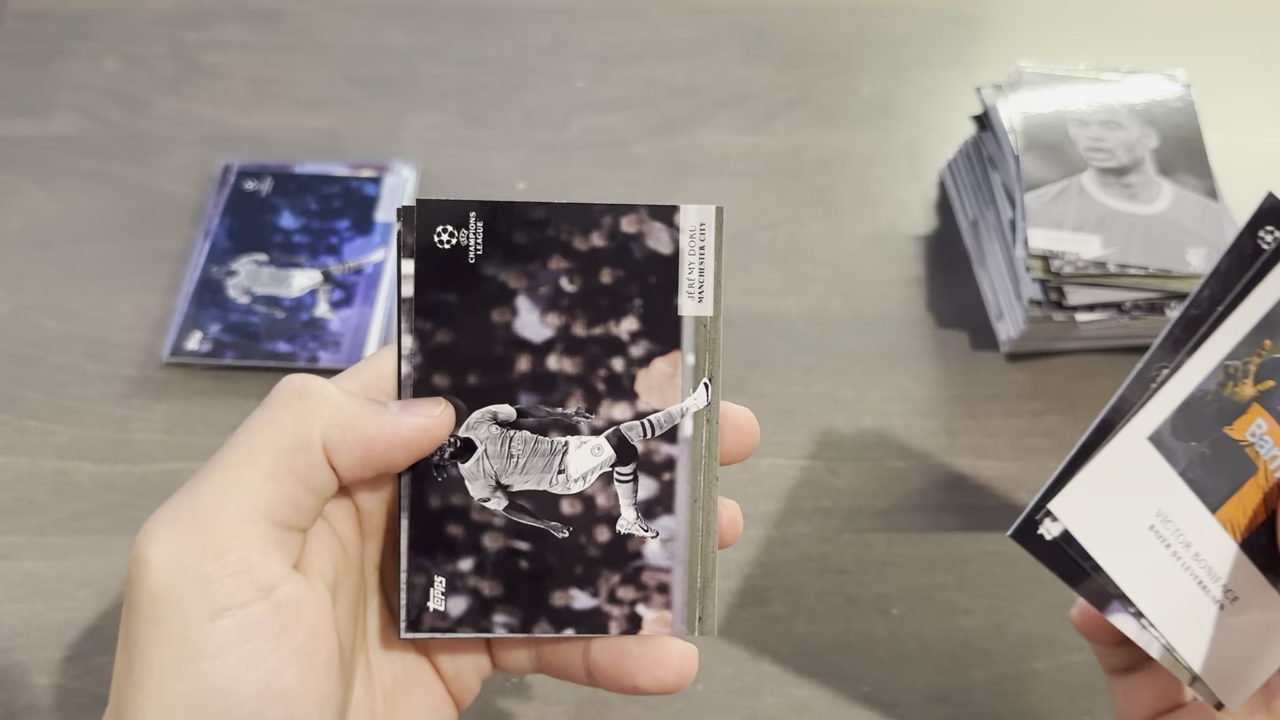 UEFA
CHAMPIONS
LEAGUE
JÉRÉMY DOKU
MANCHESTER CITY
topps
VICTOR BONIFACE
BAYER 04 LEVERKUSEN